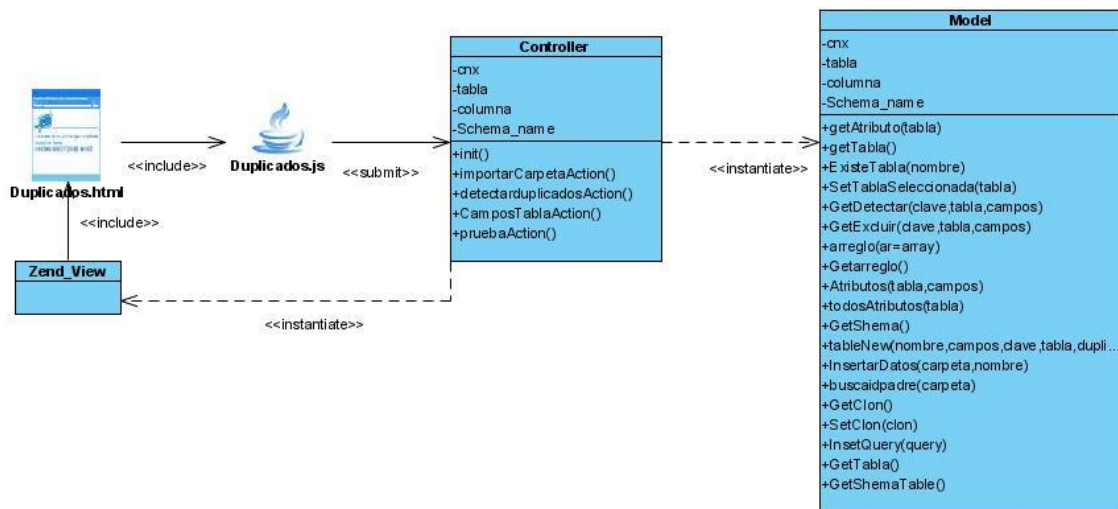 Duplicados.html
<<include>>
Duplicados.js
<<submit>>
<<include>>
Zend_View
<<instantiate>>
Controller
-cnx
-tabla
-columna
-Schema_name
+init()
+importarCarpetaAction()
+detectarduplicadosAction()
+CamposTablaAction()
+pruebaAction()
<<instantiate>>
Model
-cnx
-tabla
-columna
-Schema_name
+getAtributo(tabla)
+getTabla()
+ExisteTabla(nombre)
+SetTablaSeleccionada(tabla)
+GetDetectar(clave,tabla,campos)
+GetExcluir(clave,tabla,campos)
+arreglo(ar=array)
+Getarreglo()
+Atributos(tabla,campos)
+todosAtributos(tabla)
+GetShema()
+tableNew(nombre,campos,clave,tabla,dupli...
+InsertarDatos(carpeta,nombre)
+buscaidpadre(carpeta)
+GetClon()
+SetClon(clon)
+InsetQuery(query)
+GetTabla()
+GetShemaTable()